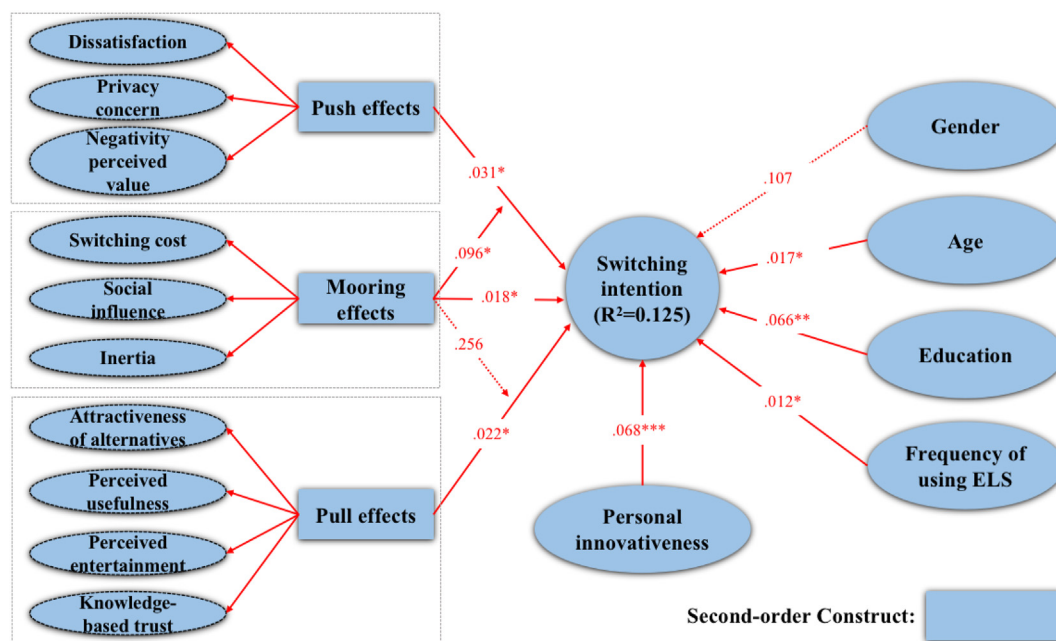 Dissatisfaction
Privacy
concern
Negativity
perceived
value
Push effects
.031*
Switching cost
Social
influence
Inertia
Mooring
effects
.096*
.018*
.256
Attractiveness
of alternatives
Perceived
usefulness
Perceived
entertainment
Knowledge-
based trust
Pull effects
.022*
Switching
intention
(R²=0.125)
.068***
Personal
innovativeness
Gender
.107
Age
.017*
Education
.066**
Frequency of
using ELS
.012*
Second-order Construct: